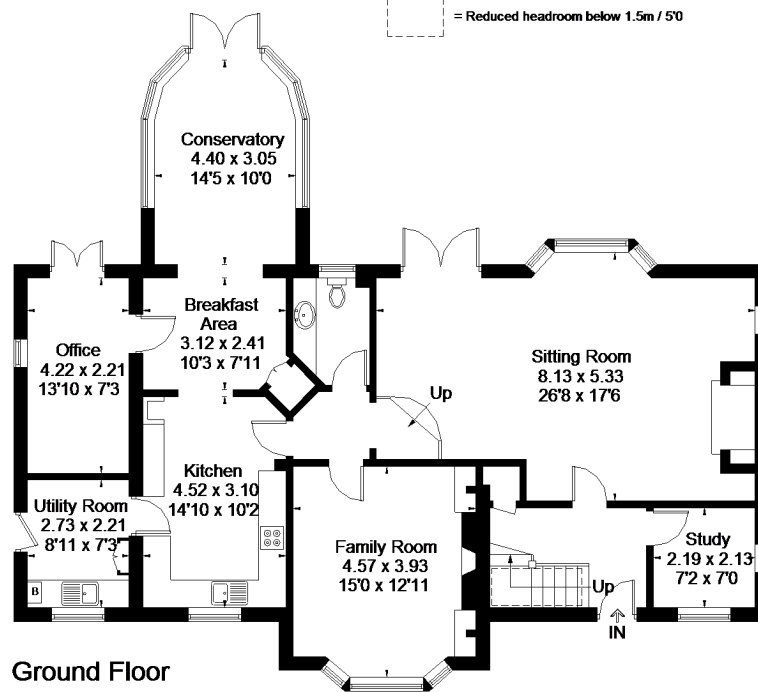 = Reduced headroom below 1.5m / 5'0
Conservatory
4.40 x 3.05
14'5 x 10'0
Breakfast
Area
3.12 x 2.41
10'3 x 7'11
Office
4.22 x 2.21
13'10 x 7'3
Sitting Room
8.13 x 5.33
26'8 x 17'6
Up
Kitchen
4.52 x 3.10
14'10 x 10'2
Utility Room
2.73 x 2.21
8'11 x 7'3
Family Room
4.57 x 3.93
15'0 x 12'11
Study
2.19 x 2.13
7'2 x 7'0
Up
B
IN
Ground Floor